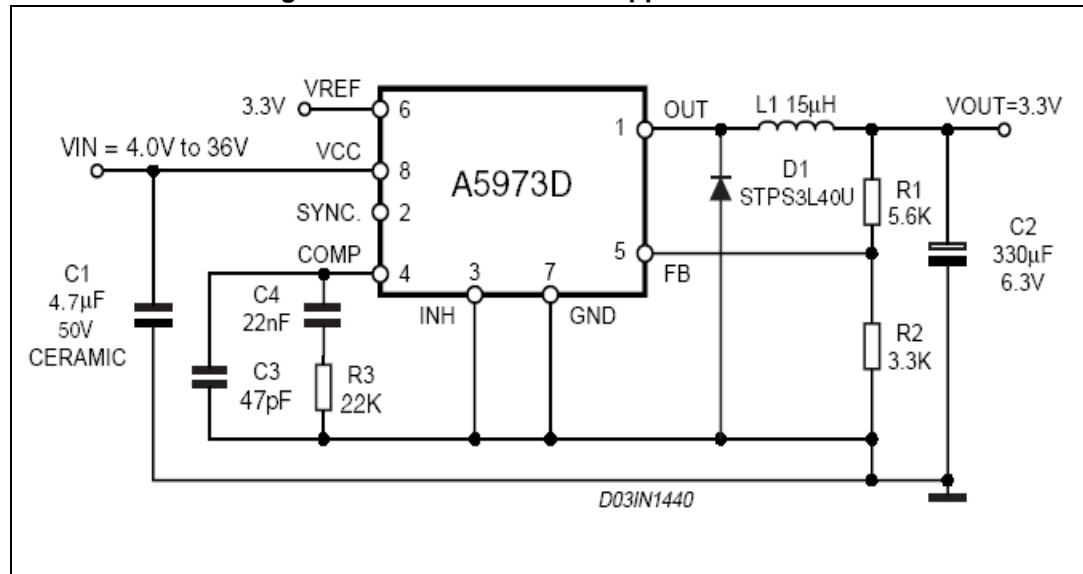 VREF
3.3V
6
OUT
L1 15µH
VOUT=3.3V
1
VIN = 4.0V to 36V
VCC
8
A5973D
D1
STPS3L40U
R1
5.6K
SYNC.
2
COMP
4
3
7
5
FB
C2
330µF
6.3V
C1
4.7µF
50V
CERAMIC
C4
22nF
INH
GND
R2
3.3K
C3
47pF
R3
22K
D03IN1440